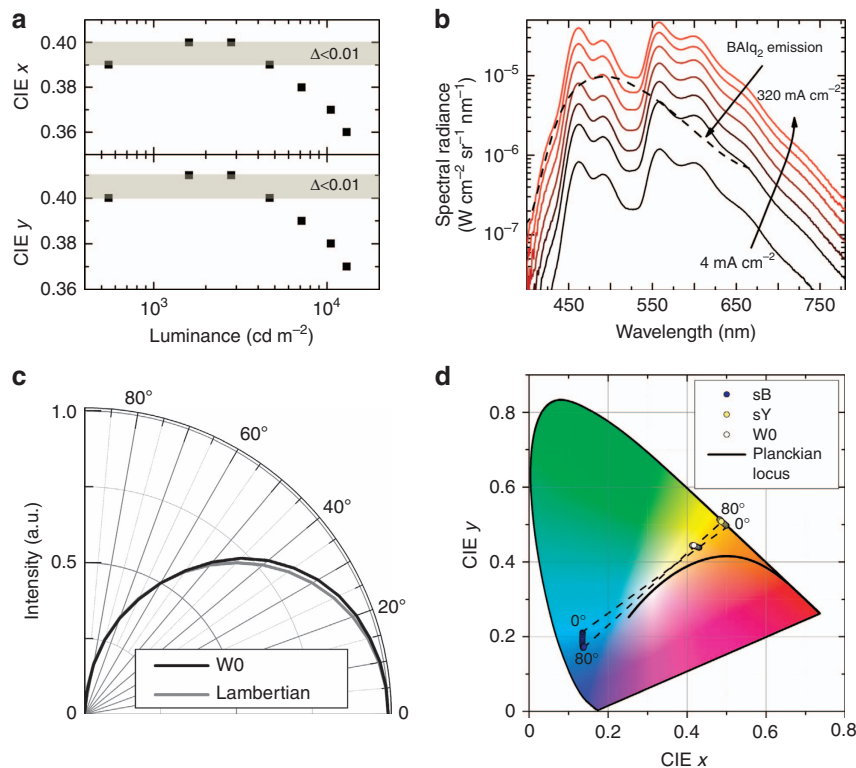 a
0.40
0.38
0.36
CIE x
Δ<0.01
0.40
0.38
0.36
CIE y
Δ<0.01
10³ 10⁴
Luminance (cd m⁻²)
b
Spectral radiance
(W cm⁻² sr⁻¹ nm⁻¹)
10⁻⁵
10⁻⁶
10⁻⁷
BAlq₂ emission
320 mA cm⁻²
4 mA cm⁻²
450 550 650 750
Wavelength (nm)
c
Intensity (a.u.)
1.0
0.5
0
80°
60°
40°
20°
0
W0
Lambertian
d
CIE y
0.8
0.6
0.4
0.2
0
sB
sY
W0
Planckian
locus
80°
0°
0°
80°
0 0.2 0.4 0.6 0.8
CIE x